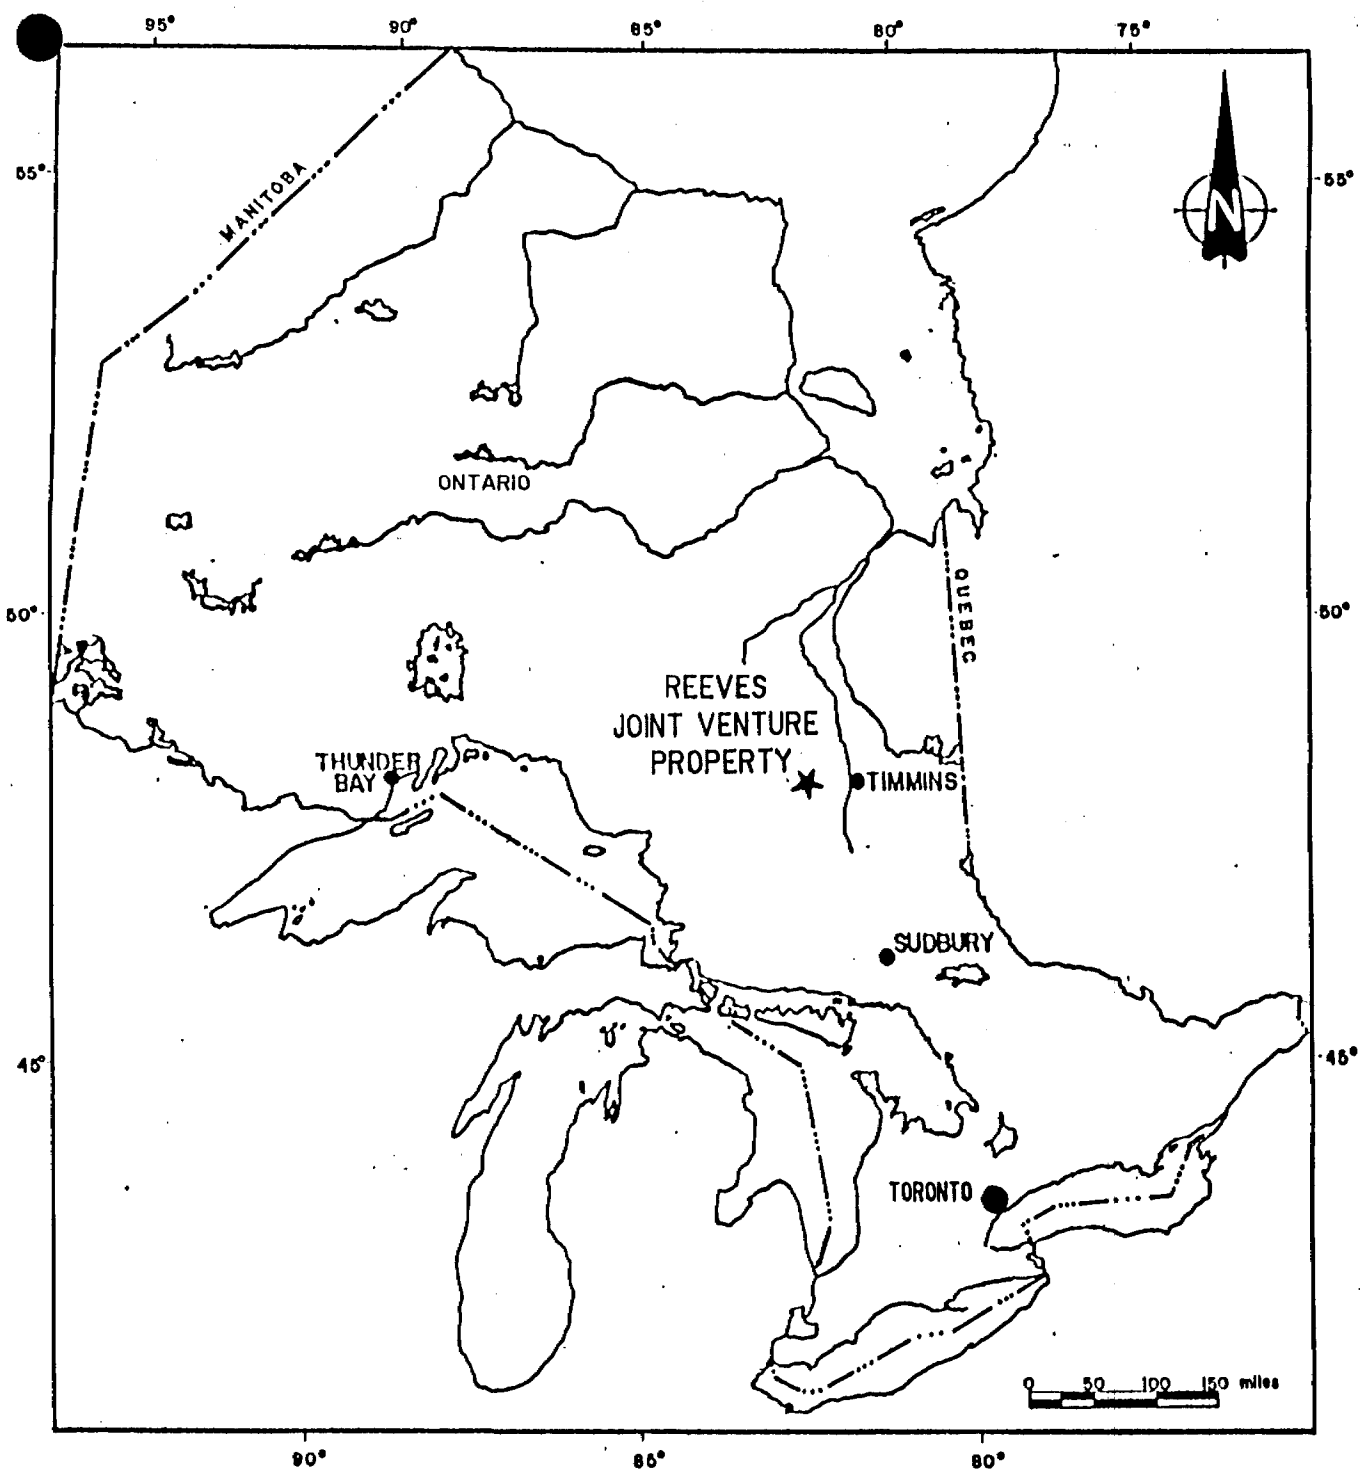 95° 90° 85° 80° 75°
55° 55°
MANITOBA
N
ONTARIO
50° 50°
QUEBEC
REEVES
JOINT VENTURE
PROPERTY
THUNDER
BAY
TIMMINS
SUDBURY
45° 45°
TORONTO
0 50 100 150 miles
90° 85° 80°